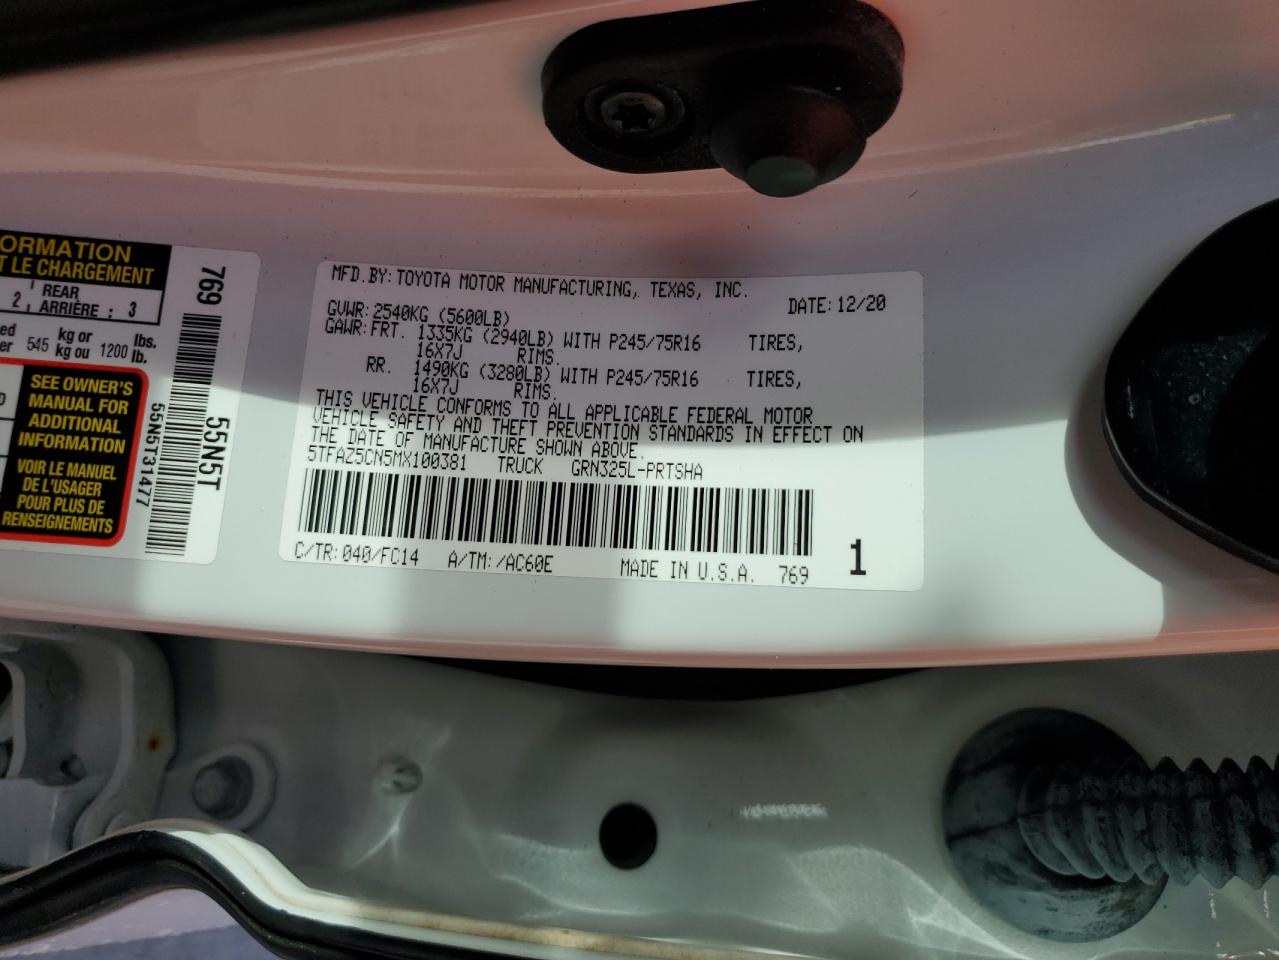 ORMATION
T LE CHARGEMENT
2 REAR
ARRIÈRE : 3
ed
er 545 kg or
kg ou 1200 lbs.
lb.
SEE OWNER'S
MANUAL FOR
ADDITIONAL
INFORMATION
VOIR LE MANUEL
DE L'USAGER
POUR PLUS DE
RENSEIGNEMENTS
769
55N5T
55N5T31477
MFD.BY: TOYOTA MOTOR MANUFACTURING, TEXAS, INC.
DATE: 12/20
GVWR: 2540KG (5600LB)
GAWR: FRT. 1335KG (2940LB) WITH P245/75R16 TIRES,
16X7J RIMS.
RR. 1490KG (3280LB) WITH P245/75R16 TIRES,
16X7J RIMS.
THIS VEHICLE CONFORMS TO ALL APPLICABLE FEDERAL MOTOR
VEHICLE SAFETY AND THEFT PREVENTION STANDARDS IN EFFECT ON
THE DATE OF MANUFACTURE SHOWN ABOVE.
5TFAZ5CN5MX100381 TRUCK GRN325L-PRTSHA
C/TR: 040/FC14 A/TM: /AC60E MADE IN U.S.A. 769
1